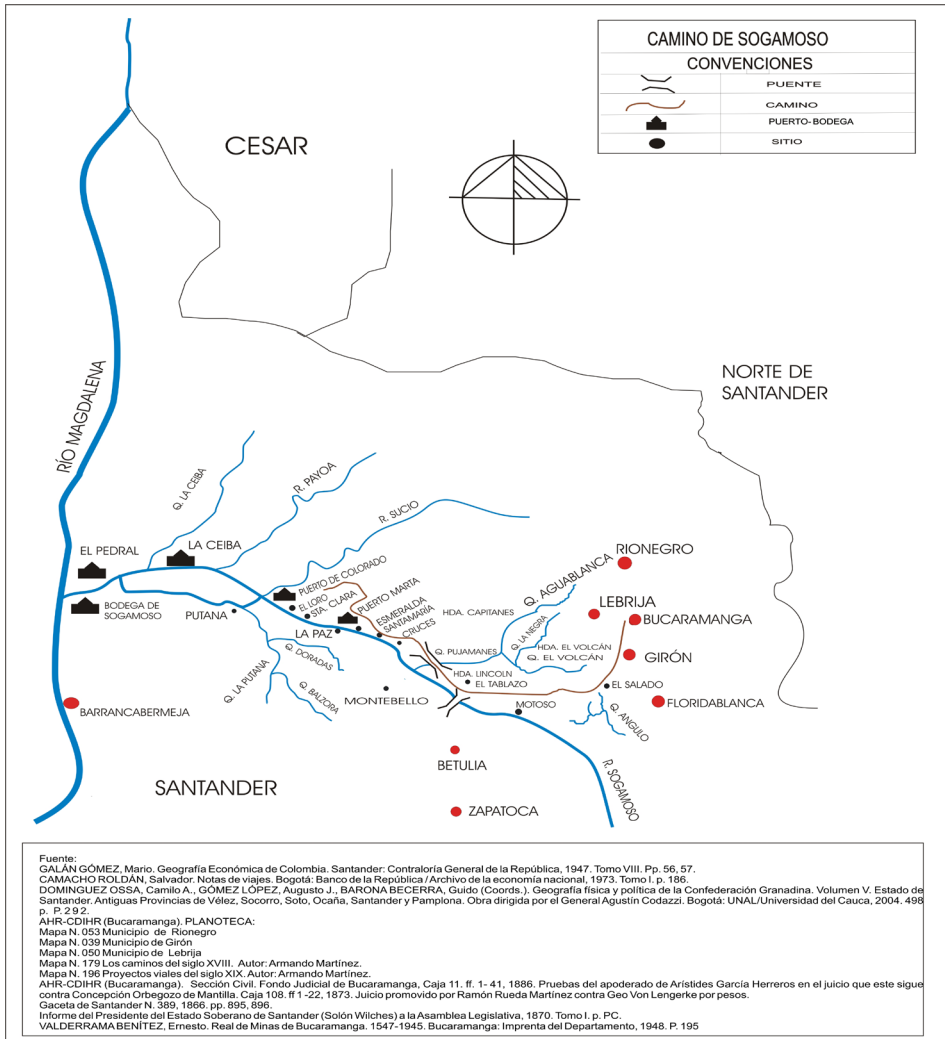 CAMINO DE SOGAMOSO
CONVENCIONES
PUENTE
CAMINO
PUERTO-BODEGA
SITIO
CESAR
NORTE DE
SANTANDER
RÍO MAGDALENA
Q. LA CEIBA
R. PAYOA
R. SUCIO
EL PEDRAL
LA CEIBA
PUERTO DE COLORADO
EL LORO
STA. CLARA
PUERTO MARTA
ESMERALDA
SANTAMARÍA
CRUCES
BODEGA DE
SOGAMOSO
PUTANA
LA PAZ
HDA. CAPITANES
Q. AGUABLANCA
RIONEGRO
LEBRIJA
BUCARAMANGA
Q. LA NEGRA
HDA. EL VOLCÁN
Q. EL VOLCÁN
GIRÓN
Q. PUJAMANES
Q. DORADAS
Q. LA PUTANA
Q. BALZORA
HDA. LINCOLN
EL TABLAZO
EL SALADO
MONTEBELLO
MOTOSO
Q. ANGULO
FLORIDABLANCA
BARRANCABERMEJA
BETULIA
R. SOGAMOSO
SANTANDER
ZAPATOCA
Fuente:
GALÁN GÓMEZ, Mario. Geografía Económica de Colombia. Santander: Contraloría General de la República, 1947. Tomo VIII. Pp. 56, 57.
CAMACHO ROLDÁN, Salvador. Notas de viajes. Bogotá: Banco de la República / Archivo de la economía nacional, 1973. Tomo I. p. 186.
DOMINGUEZ OSSA, Camilo A., GÓMEZ LÓPEZ, Augusto J., BARONA BECERRA, Guido (Coords.). Geografía física y política de la Confederación Granadina. Volumen V. Estado de
Santander. Antiguas Provincias de Vélez, Socorro, Soto, Ocaña, Santander y Pamplona. Obra dirigida por el General Agustín Codazzi. Bogotá: UNAL/Universidad del Cauca, 2004. 498
p. P. 292.
AHR-CDIHR (Bucaramanga). PLANOTECA:
Mapa N. 053 Municipio de Rionegro
Mapa N. 039 Municipio de Girón
Mapa N. 050 Municipio de Lebrija
Mapa N. 179 Los caminos del siglo XVIII. Autor: Armando Martínez.
Mapa N. 196 Proyectos viales del siglo XIX. Autor: Armando Martínez.
AHR-CDIHR (Bucaramanga). Sección Civil. Fondo Judicial de Bucaramanga, Caja 11. ff. 1- 41, 1886. Pruebas del apoderado de Arístides García Herreros en el juicio que este sigue
contra Concepción Orbegozo de Mantilla. Caja 108. ff 1 -22, 1873. Juicio promovido por Ramón Rueda Martínez contra Geo Von Lengerke por pesos.
Gaceta de Santander N. 389, 1866. pp. 895, 896.
Informe del Presidente del Estado Soberano de Santander (Solón Wilches) a la Asamblea Legislativa, 1870. Tomo I. p. PC.
VALDERRAMA BENÍTEZ, Ernesto. Real de Minas de Bucaramanga. 1547-1945. Bucaramanga: Imprenta del Departamento, 1948. P. 195